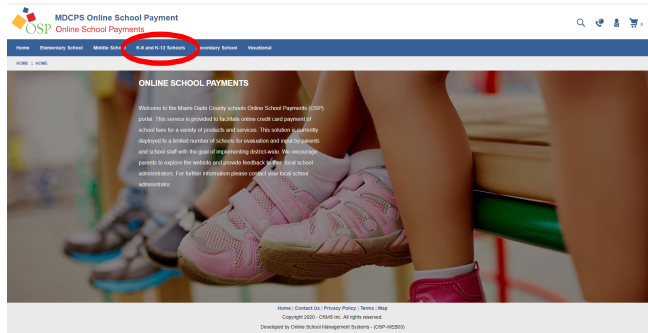 MDCPS Online School Payment
OSP Online School Payments
0
Home Elementary School Middle School K-8 and K-12 Schools Secondary School Vocational
HOME :: HOME
ONLINE SCHOOL PAYMENTS
Welcome to the Miami-Dade County schools Online School Payments (OSP)
portal. This service is provided to facilitate online credit card payment of
school fees for a variety of products and services. This solution is currently
deployed to a limited number of schools for evaluation and input by parents
and school staff with the goal of implementing district-wide. We encourage
parents to explore the website and provide feedback to their local school
administrators. For further information please contact your local school
administrator.
Home | Contact Us | Privacy Policy | Terms | Map
Copyright 2020 - OSMS Inc. All rights reserved.
Developed by Online School Management Systems - (OSP-WEB03)